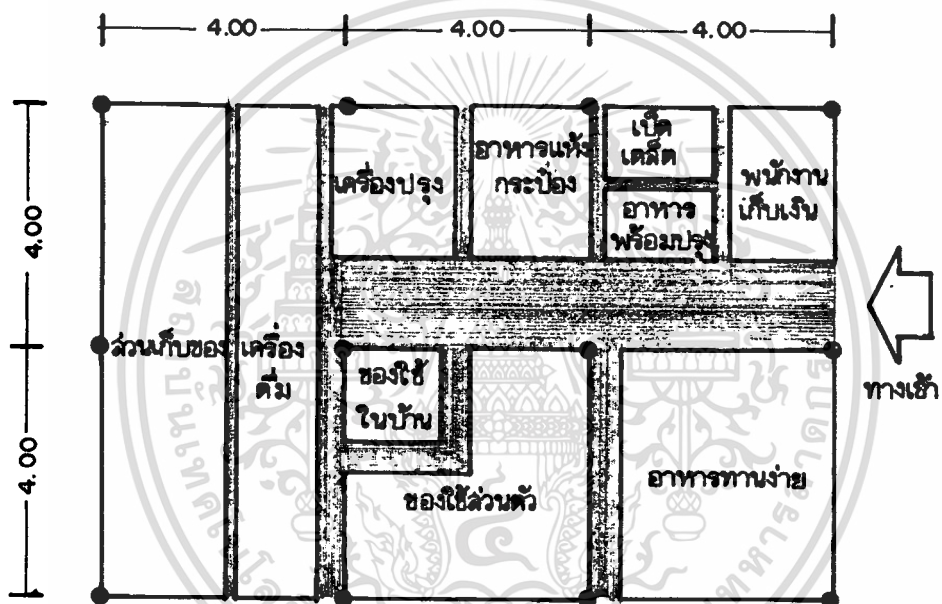 4.00
4.00
4.00
4.00
4.00
ส่วนเก็บของ
เครื่อง
ดื่ม
เครื่องปรุง
อาหารแห้ง
กระป๋อง
เบ็ด
เตล็ด
อาหาร
พร้อมปรุง
พนักงาน
เก็บเงิน
ทางเข้า
ของใช้
ในบ้าน
ของใช้ส่วนตัว
อาหารทานง่าย